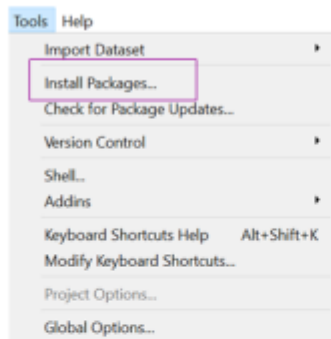 Tools Help
Import Dataset
Install Packages...
Check for Package Updates...
Version Control
Shell...
Addins
Keyboard Shortcuts Help Alt+Shift+K
Modify Keyboard Shortcuts...
Project Options...
Global Options...